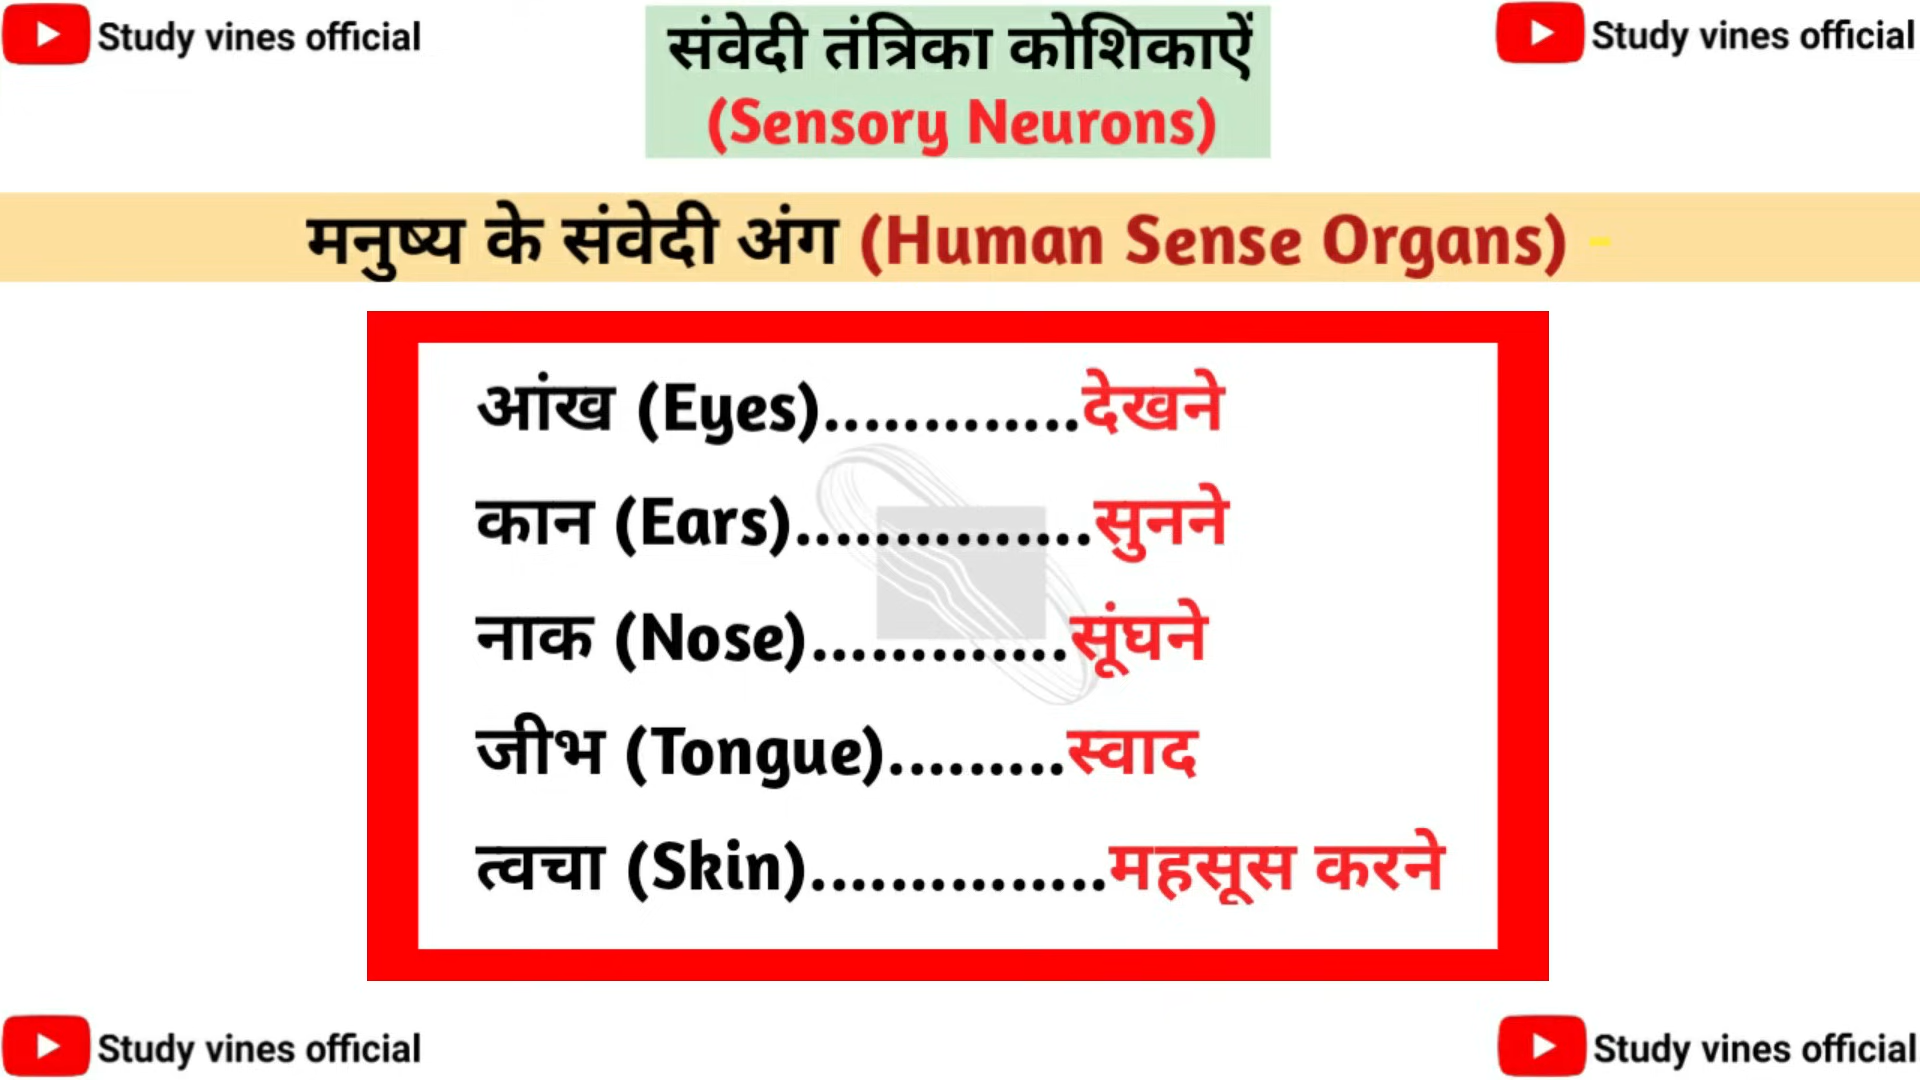 Study vines official
संवेदी तंत्रिका कोशिकाऐं
Study vines official
(Sensory Neurons)
मनुष्य के संवेदी अंग (Human Sense Organs) -
आंख (Eyes).............देखने
कान (Ears)...............सुनने
नाक (Nose).............सूंघने
जीभ (Tongue).........स्वाद
त्वचा (Skin)...............महसूस करने
Study vines official
Study vines official